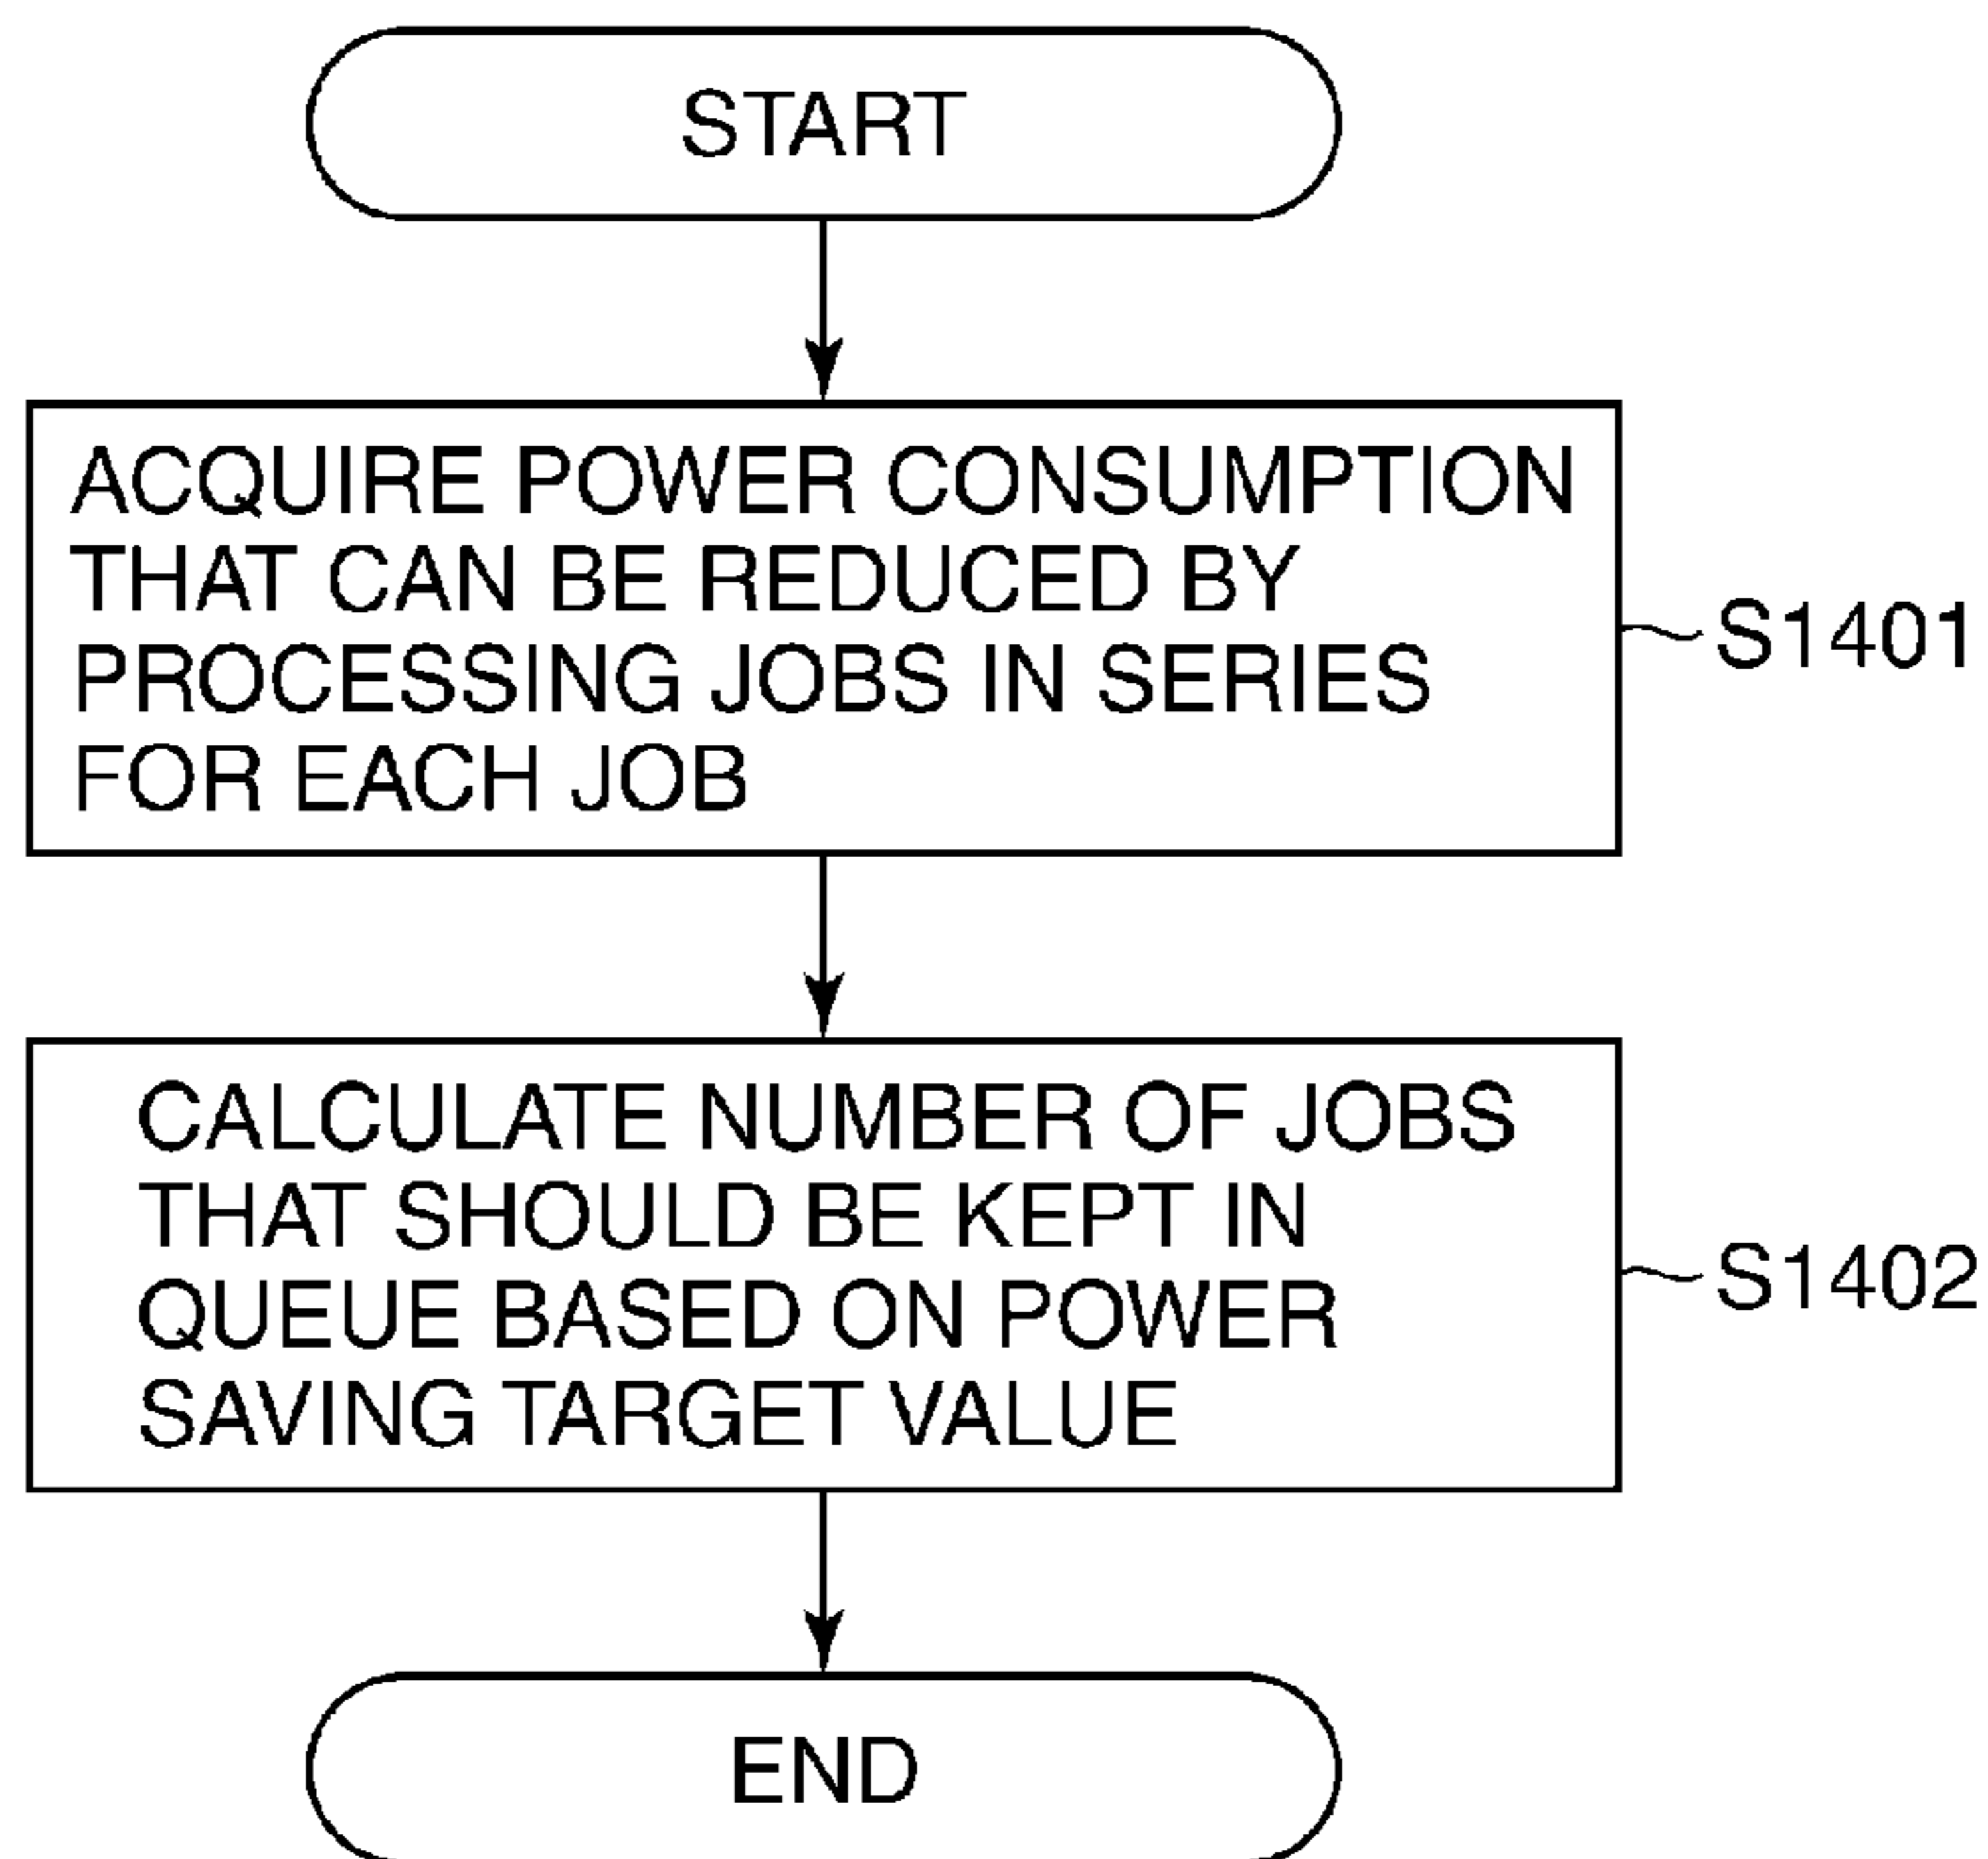 START
ACQUIRE POWER CONSUMPTION
THAT CAN BE REDUCED BY
PROCESSING JOBS IN SERIES
FOR EACH JOB
S1401
CALCULATE NUMBER OF JOBS
THAT SHOULD BE KEPT IN
QUEUE BASED ON POWER
SAVING TARGET VALUE
S1402
END